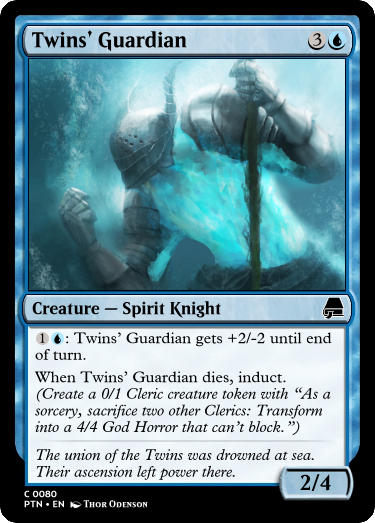 Twins' Guardian 3
Creature — Spirit Knight
1 : Twins' Guardian gets +2/-2 until end
of turn.
When Twins' Guardian dies, induct.
(Create a 0/1 Cleric creature token with “As a
sorcery, sacrifice two other Clerics: Transform
into a 4/4 God Horror that can't block.”)
The union of the Twins was drowned at sea.
Their ascension left power there.
2/4
C 0080
PTN • EN Thor Odenson